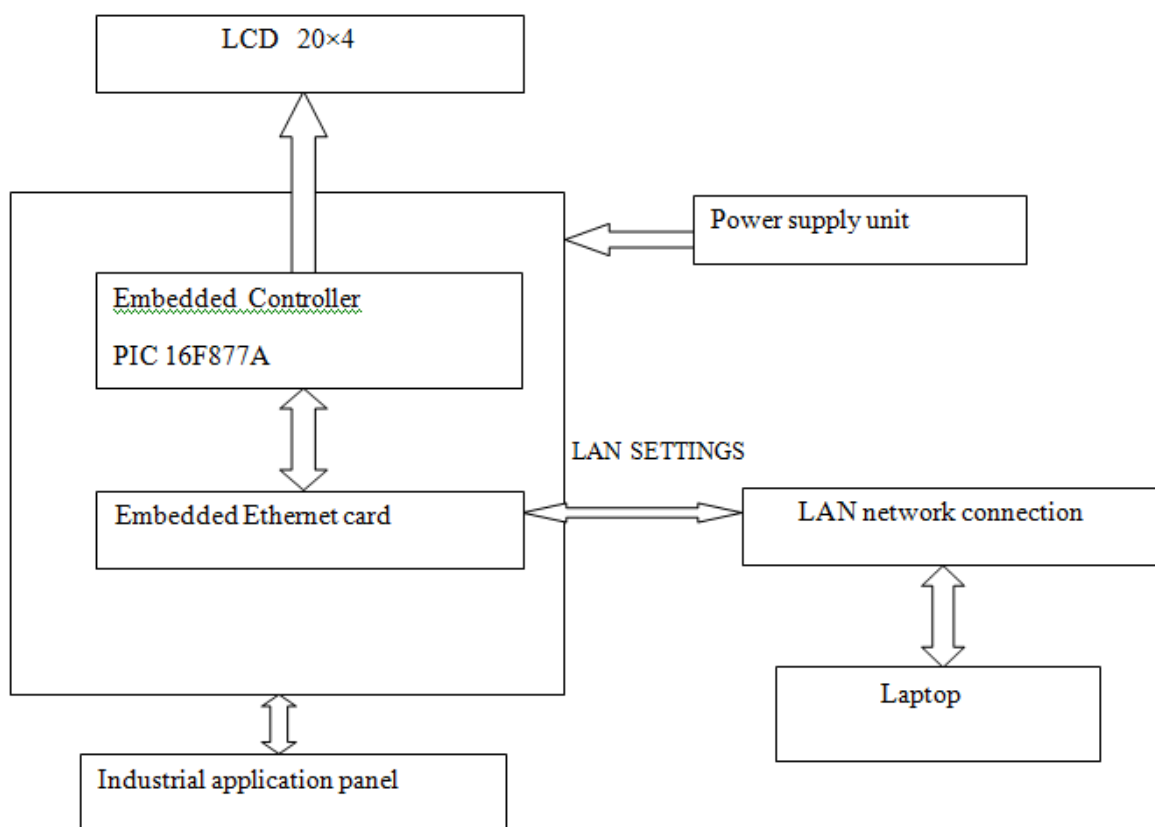 LCD 20×4
Power supply unit
Embedded Controller
PIC 16F877A
LAN SETTINGS
Embedded Ethernet card
LAN network connection
Laptop
Industrial application panel